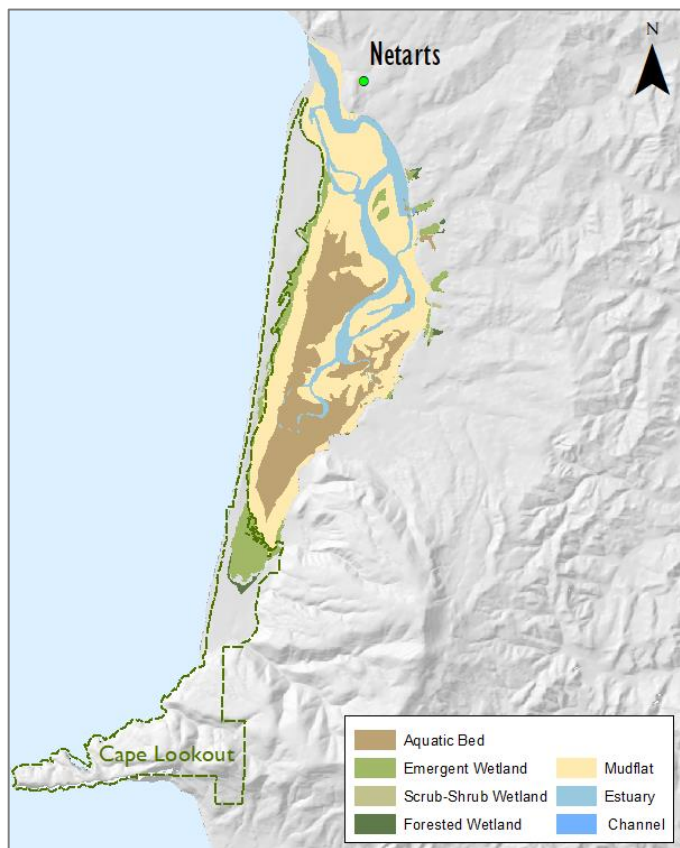 Netarts
N
Cape Lookout
Aquatic Bed
Emergent Wetland
Scrub-Shrub Wetland
Forested Wetland
Mudflat
Estuary
Channel